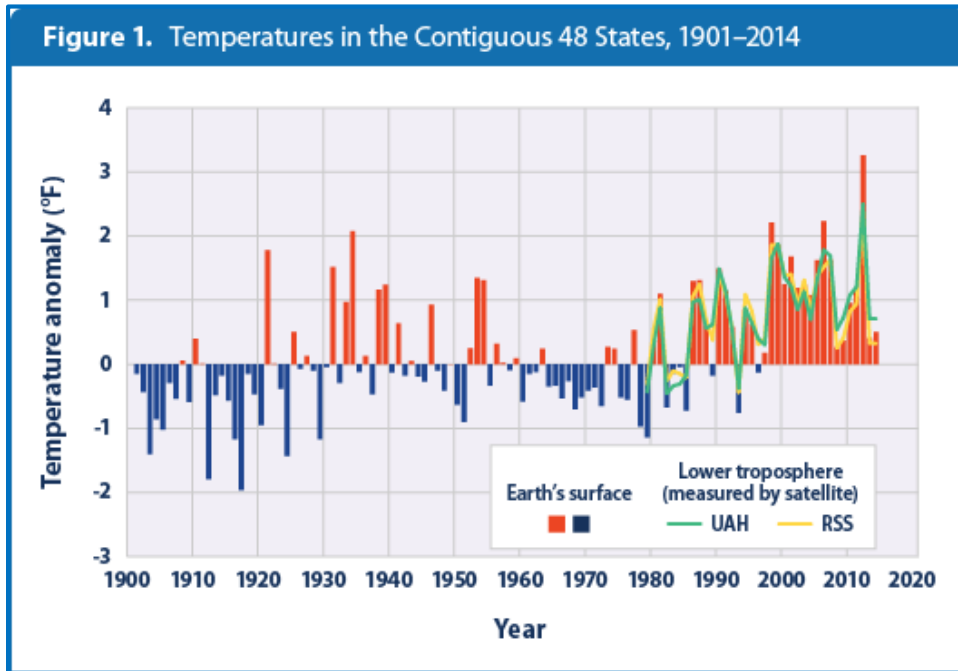 Figure 1. Temperatures in the Contiguous 48 States, 1901–2014
4
3
2
1
0
-1
-2
-3
Temperature anomaly (°F)
Earth's surface
Lower troposphere
(measured by satellite)
UAH
RSS
1900 1910 1920 1930 1940 1950 1960 1970 1980 1990 2000 2010 2020
Year